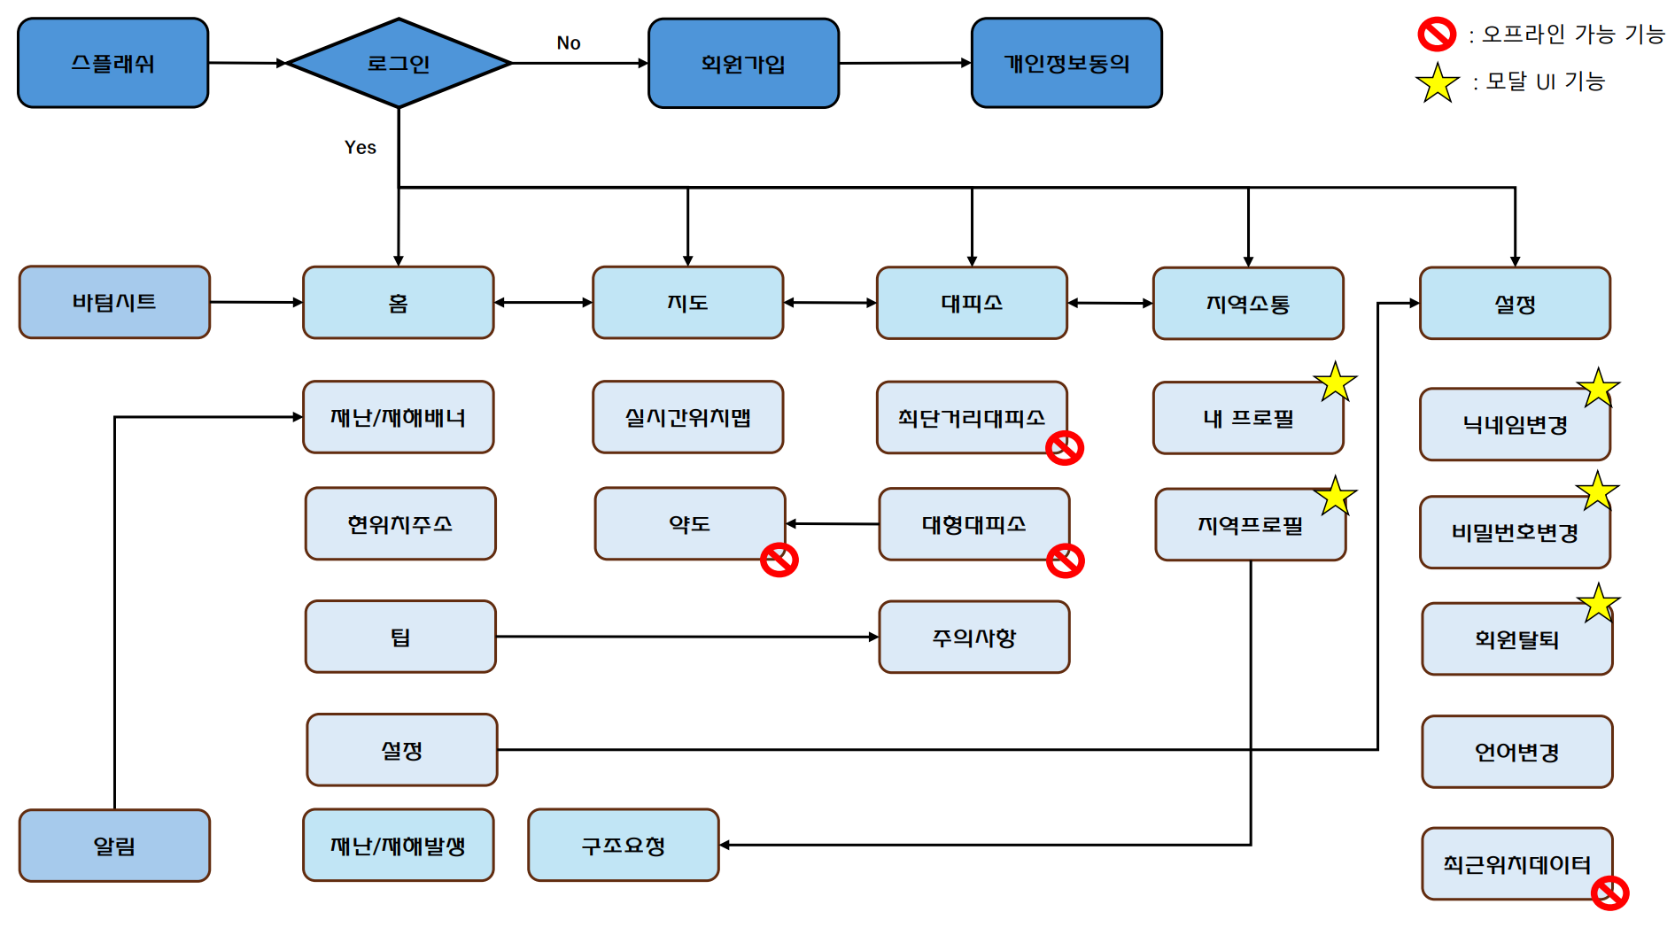 스플래쉬
로그인
No
회원가입
개인정보동의
: 오프라인 가능 기능
: 모달 UI 기능
Yes
바텀시트
홈
지도
대피소
지역소통
설정
재난/재해배너
실시간위치맵
최단거리대피소
내 프로필
닉네임변경
현위치주소
약도
대형대피소
지역프로필
비밀번호변경
팁
주의사항
회원탈퇴
설정
언어변경
알림
재난/재해발생
구조요청
최근위치데이터